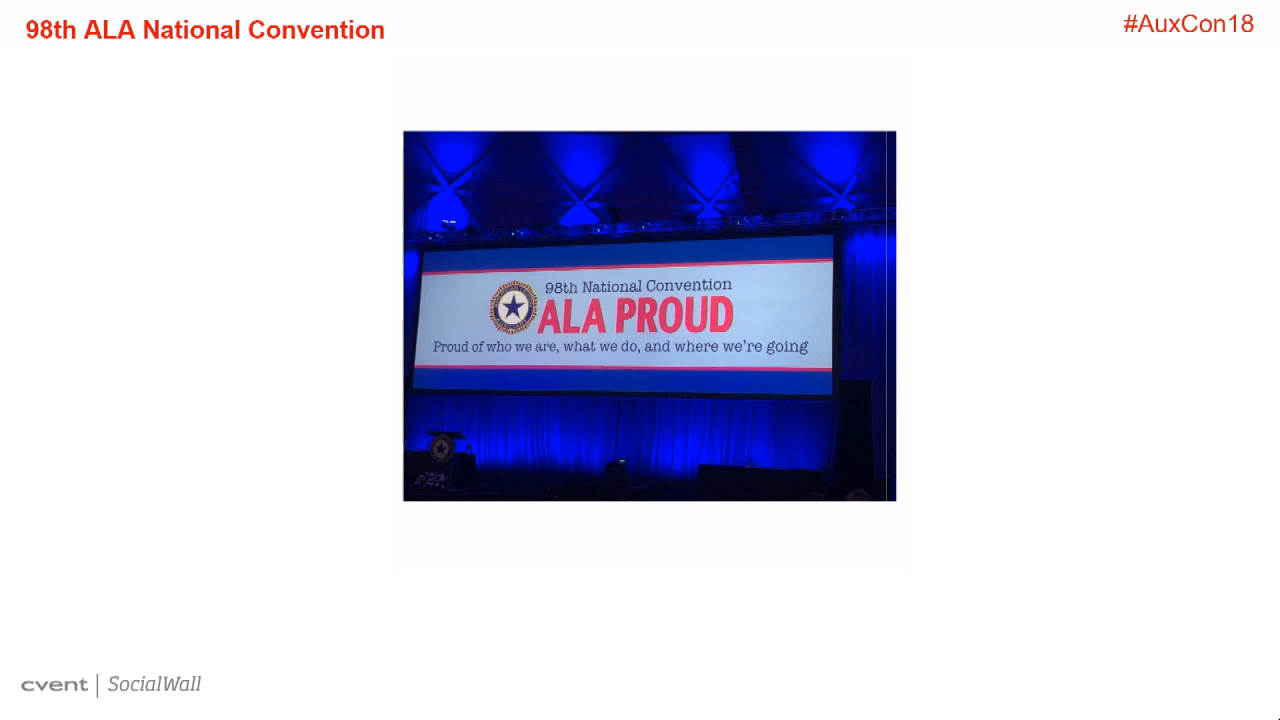 98th ALA National Convention
#AuxCon18
98th National Convention
ALA PROUD
Proud of who we are, what we do, and where we're going
cvent | SocialWall